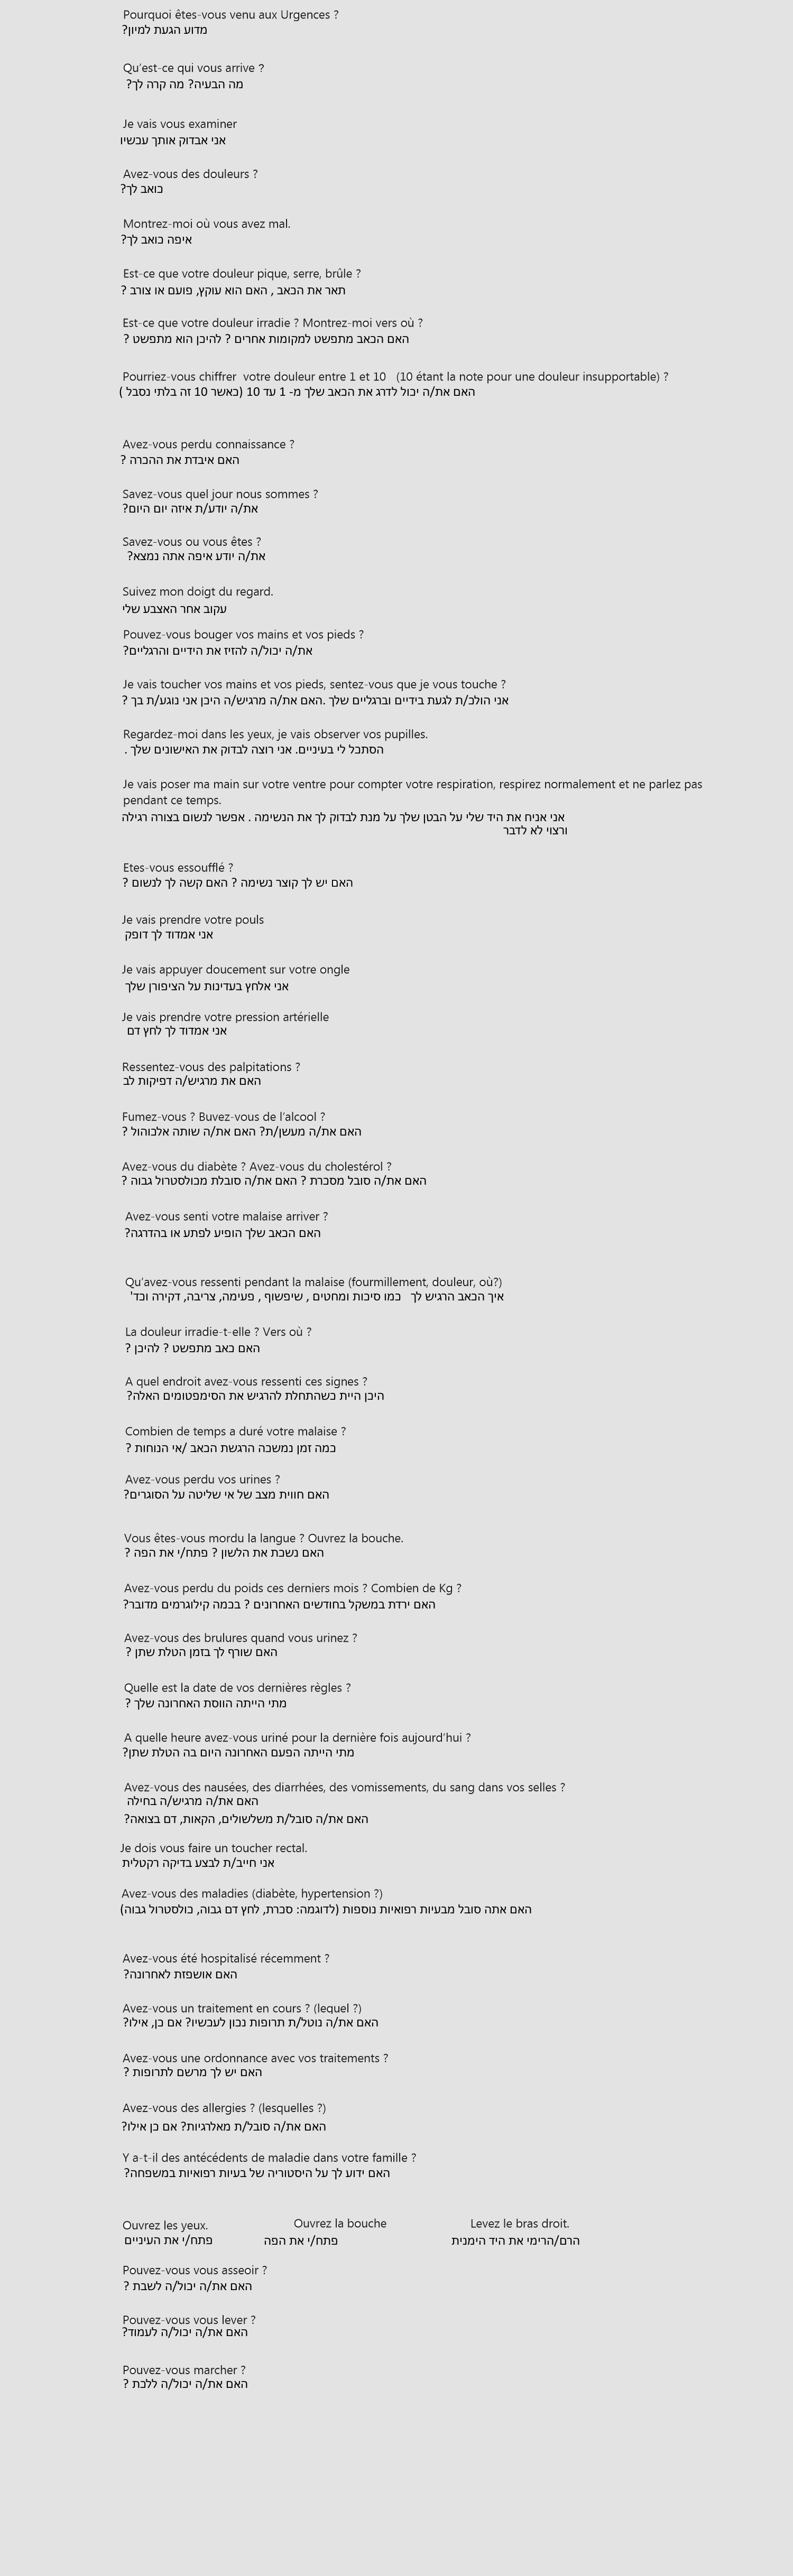 Pourquoi êtes-vous venu aux Urgences ?
מדוע הגעת למיון?
Qu'est-ce qui vous arrive ?
מה הבעיה? מה קרה לך?
Je vais vous examiner
אני אבדוק אותך עכשיו
Avez-vous des douleurs ?
כואב לך?
Montrez-moi où vous avez mal.
איפה כואב לך?
Est-ce que votre douleur pique, serre, brûle ?
תאר את הכאב , האם הוא עוקץ, פועם או צורב ?
Est-ce que votre douleur irradie ? Montrez-moi vers où ?
האם הכאב מתפשט למקומות אחרים ? להיכן הוא מתפשט ?
Pourriez-vous chiffrer votre douleur entre 1 et 10 (10 étant la note pour une douleur insupportable) ?
האם את/ה יכול לדרג את הכאב שלך מ- 1 עד 10 (כאשר 10 זה בלתי נסבל )
Avez-vous perdu connaissance ?
האם איבדת את ההכרה ?
Savez-vous quel jour nous sommes ?
את/ה יודע/ת איזה יום היום?
Savez-vous ou vous êtes ?
את/ה יודע איפה אתה נמצא?
Suivez mon doigt du regard.
עקוב אחר האצבע שלי
Pouvez-vous bouger vos mains et vos pieds ?
את/ה יכול/ה להזיז את הידיים והרגליים?
Je vais toucher vos mains et vos pieds, sentez-vous que je vous touche ?
אני הולכ/ת לגעת בידיים וברגליים שלך .האם את/ה מרגיש/ה היכן אני נוגע/ת בך ?
Regardez-moi dans les yeux, je vais observer vos pupilles.
הסתכל לי בעיניים. אני רוצה לבדוק את האישונים שלך .
Je vais poser ma main sur votre ventre pour compter votre respiration, respirez normalement et ne parlez pas
pendant ce temps.
אני אניח את היד שלי על הבטן שלך על מנת לבדוק לך את הנשימה . אפשר לנשום בצורה רגילה
ורצוי לא לדבר
Etes-vous essoufflé ?
האם יש לך קוצר נשימה ? האם קשה לך לנשום ?
Je vais prendre votre pouls
אני אמדוד לך דופק
Je vais appuyer doucement sur votre ongle
אני אלחץ בעדינות על הציפורן שלך
Je vais prendre votre pression artérielle
אני אמדוד לך לחץ דם
Ressentez-vous des palpitations ?
האם את מרגיש/ה דפיקות לב
Fumez-vous ? Buvez-vous de l'alcool ?
האם את/ה מעשן/ת? האם את/ה שותה אלכוהול ?
Avez-vous du diabète ? Avez-vous du cholestérol ?
האם את/ה סובל מסכרת ? האם את/ה סובלת מכולסטרול גבוה ?
Avez-vous senti votre malaise arriver ?
האם הכאב שלך הופיע לפתע או בהדרגה?
Qu'avez-vous ressenti pendant la malaise (fourmillement, douleur, où?)
איך הכאב הרגיש לך כמו סיכות ומחטים , שיפשוף , פעימה, צריבה, דקירה וכד'
La douleur irradie-t-elle ? Vers où ?
האם כאב מתפשט ? להיכן ?
A quel endroit avez-vous ressenti ces signes ?
היכן היית כשהתחלת להרגיש את הסימפטומים האלה?
Combien de temps a duré votre malaise ?
כמה זמן נמשכה הרגשת הכאב /אי הנוחות ?
Avez-vous perdu vos urines ?
האם חווית מצב של אי שליטה על הסוגרים?
Vous êtes-vous mordu la langue ? Ouvrez la bouche.
האם נשכת את הלשון ? פתח/י את הפה ?
Avez-vous perdu du poids ces derniers mois ? Combien de Kg ?
האם ירדת במשקל בחודשים האחרונים ? בכמה קילוגרמים מדובר?
Avez-vous des brulures quand vous urinez ?
האם שורף לך בזמן הטלת שתן ?
Quelle est la date de vos dernières règles ?
מתי הייתה הווסת האחרונה שלך ?
A quelle heure avez-vous uriné pour la dernière fois aujourd'hui ?
מתי הייתה הפעם האחרונה היום בה הטלת שתן?
Avez-vous des nausées, des diarrhées, des vomissements, du sang dans vos selles ?
האם את/ה מרגיש/ה בחילה
האם את/ה סובל/ת משלשולים, הקאות, דם בצואה?
Je dois vous faire un toucher rectal.
אני חייב/ת לבצע בדיקה רקטלית
Avez-vous des maladies (diabète, hypertension ?)
האם אתה סובל מבעיות רפואיות נוספות (לדוגמה: סכרת, לחץ דם גבוה, כולסטרול גבוה)
Avez-vous été hospitalisé récemment ?
האם אושפזת לאחרונה?
Avez-vous un traitement en cours ? (lequel ?)
האם את/ה נוטל/ת תרופות נכון לעכשיו? אם כן, אילו?
Avez-vous une ordonnance avec vos traitements ?
האם יש לך מרשם לתרופות ?
Avez-vous des allergies ? (lesquelles ?)
האם את/ה סובל/ת מאלרגיות? אם כן אילו?
Y a-t-il des antécédents de maladie dans votre famille ?
האם ידוע לך על היסטוריה של בעיות רפואיות במשפחה?
Ouvrez les yeux. Ouvrez la bouche Levez le bras droit.
פתח/י את העיניים פתח/י את הפה הרם/הרימי את היד הימנית
Pouvez-vous vous asseoir ?
האם את/ה יכול/ה לשבת ?
Pouvez-vous vous lever ?
האם את/ה יכול/ה לעמוד?
Pouvez-vous marcher ?
האם את/ה יכול/ה ללכת ?